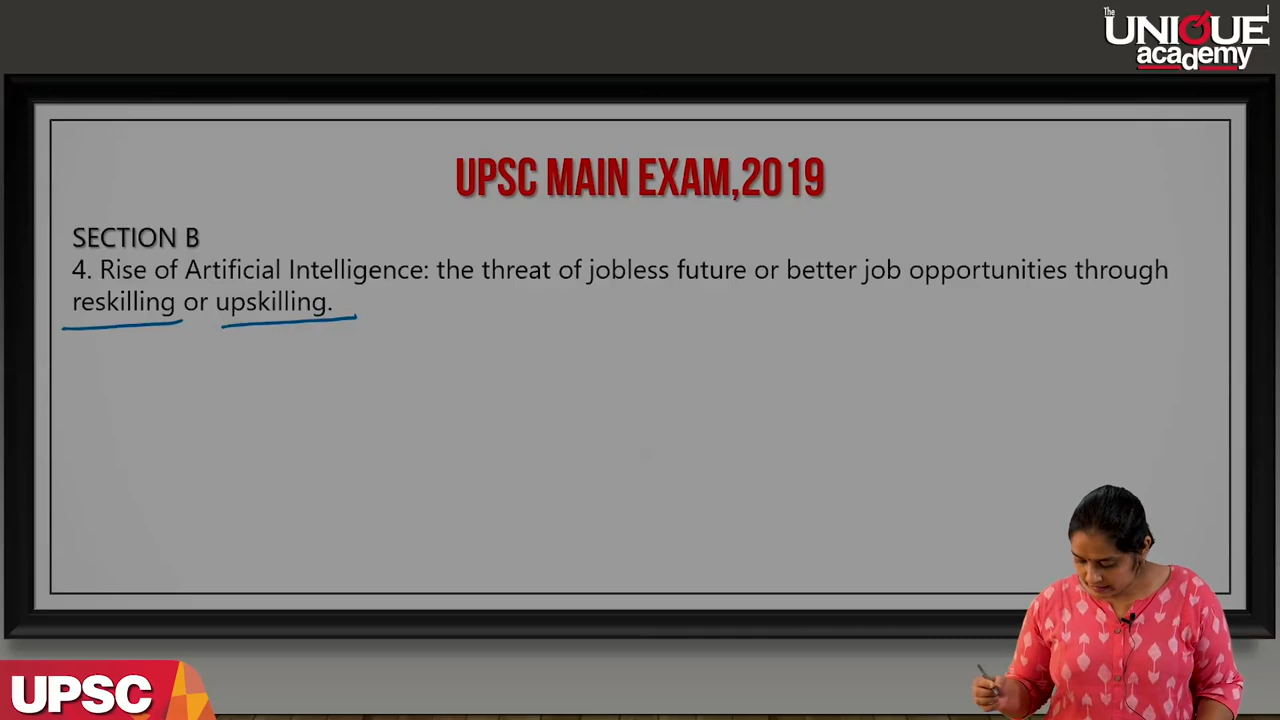 The
UNIQUE
academy
UPSC MAIN EXAM,2019
SECTION B
4. Rise of Artificial Intelligence: the threat of jobless future or better job opportunities through
reskilling or upskilling.
UPSC